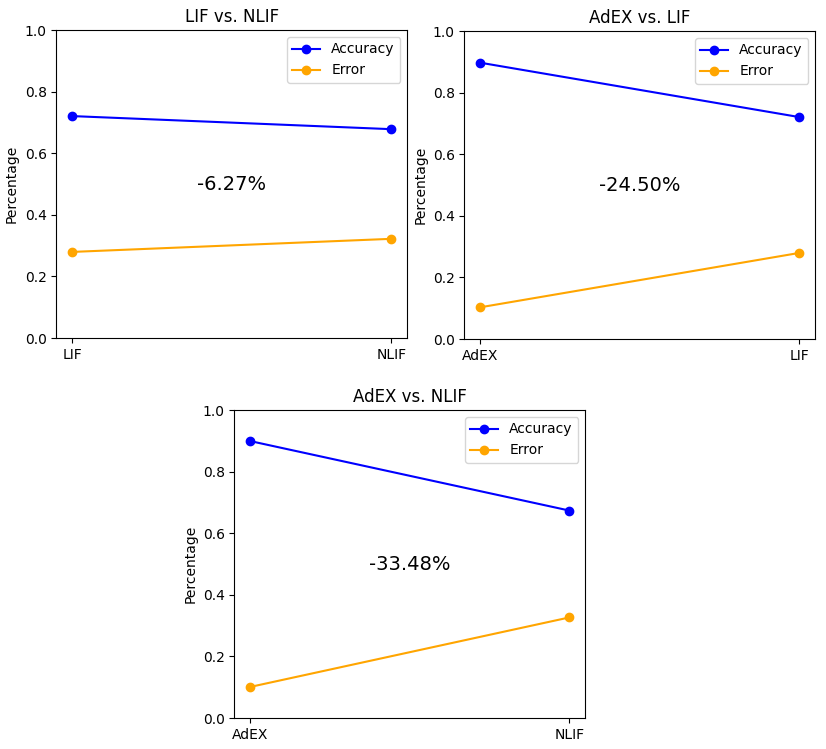 LIF vs. NLIF
1.0
0.8
0.6
0.4
0.2
0.0
Percentage
Accuracy
Error
-6.27%
LIF
NLIF
AdEX vs. LIF
1.0
0.8
0.6
0.4
0.2
0.0
Percentage
Accuracy
Error
-24.50%
AdEX
LIF
AdEX vs. NLIF
1.0
0.8
0.6
0.4
0.2
0.0
Percentage
Accuracy
Error
-33.48%
AdEX
NLIF